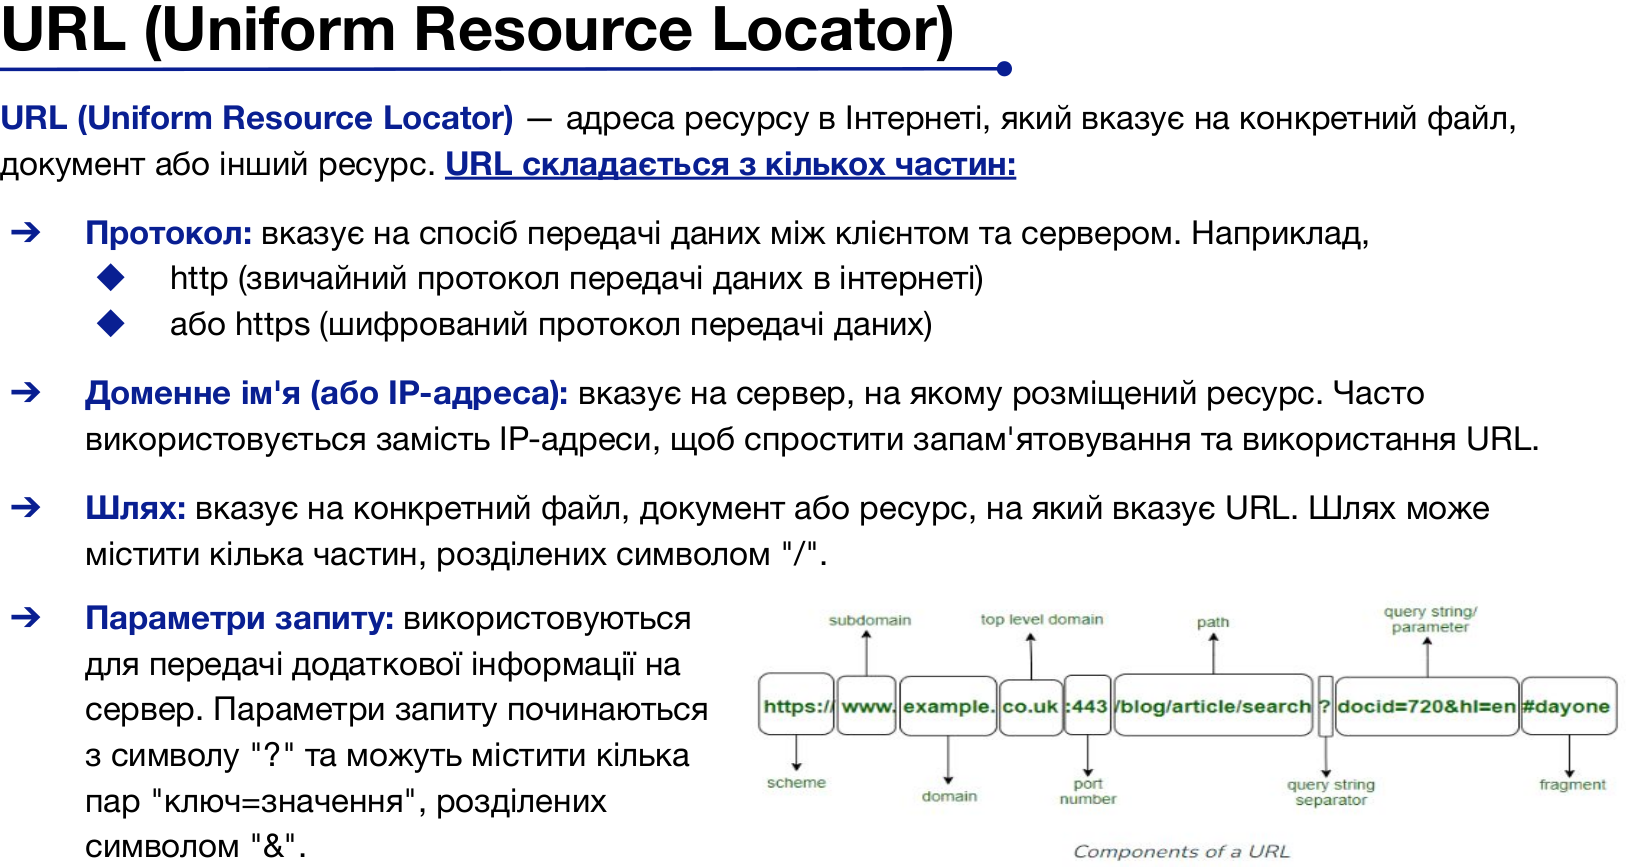 URL (Uniform Resource Locator)
URL (Uniform Resource Locator) — адреса ресурсу в Інтернеті, який вказує на конкретний файл,
документ або інший ресурс. URL складається з кількох частин:
➔ Протокол: вказує на спосіб передачі даних між клієнтом та сервером. Наприклад,
◆ http (звичайний протокол передачі даних в інтернеті)
◆ або https (шифрований протокол передачі даних)
➔ Доменне ім'я (або IP-адреса): вказує на сервер, на якому розміщений ресурс. Часто
використовується замість IP-адреси, щоб спростити запам'ятовування та використання URL.
➔ Шлях: вказує на конкретний файл, документ або ресурс, на який вказує URL. Шлях може
містити кілька частин, розділених символом "/".
➔ Параметри запиту: використовуються
для передачі додаткової інформації на
сервер. Параметри запиту починаються
з символу "?" та можуть містити кілька
пар "ключ=значення", розділених
символом "&".
subdomain top level domain path query string/
parameter
https:// www. example. co.uk :443 /blog/article/search ? docid=720&hl=en #dayone
scheme domain port
number query string
separator fragment
Components of a URL